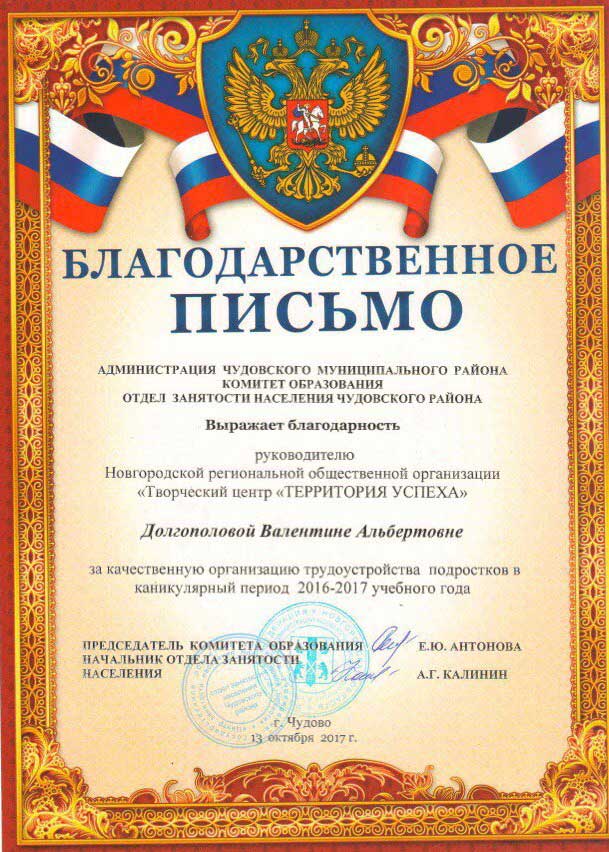 БЛАГОДАРСТВЕННОЕ
ПИСЬМО
АДМИНИСТРАЦИЯ ЧУДОВСКОГО МУНИЦИПАЛЬНОГО РАЙОНА
КОМИТЕТ ОБРАЗОВАНИЯ
ОТДЕЛ ЗАНЯТОСТИ НАСЕЛЕНИЯ ЧУДОВСКОГО РАЙОНА
Выражает благодарность
руководителю
Новгородской региональной общественной организации
«Творческий центр «ТЕРРИТОРИЯ УСПЕХА»
Долгополовой Валентине Альбертовне
за качественную организацию трудоустройства подростков в
каникулярный период 2016-2017 учебного года
ПРЕДСЕДАТЕЛЬ КОМИТЕТА ОБРАЗОВАНИЯ Е.Ю. АНТОНОВА
НАЧАЛЬНИК ОТДЕЛА ЗАНЯТОСТИ
НАСЕЛЕНИЯ А.Г. КАЛИНИН
г. Чудово
13 октября 2017 г.